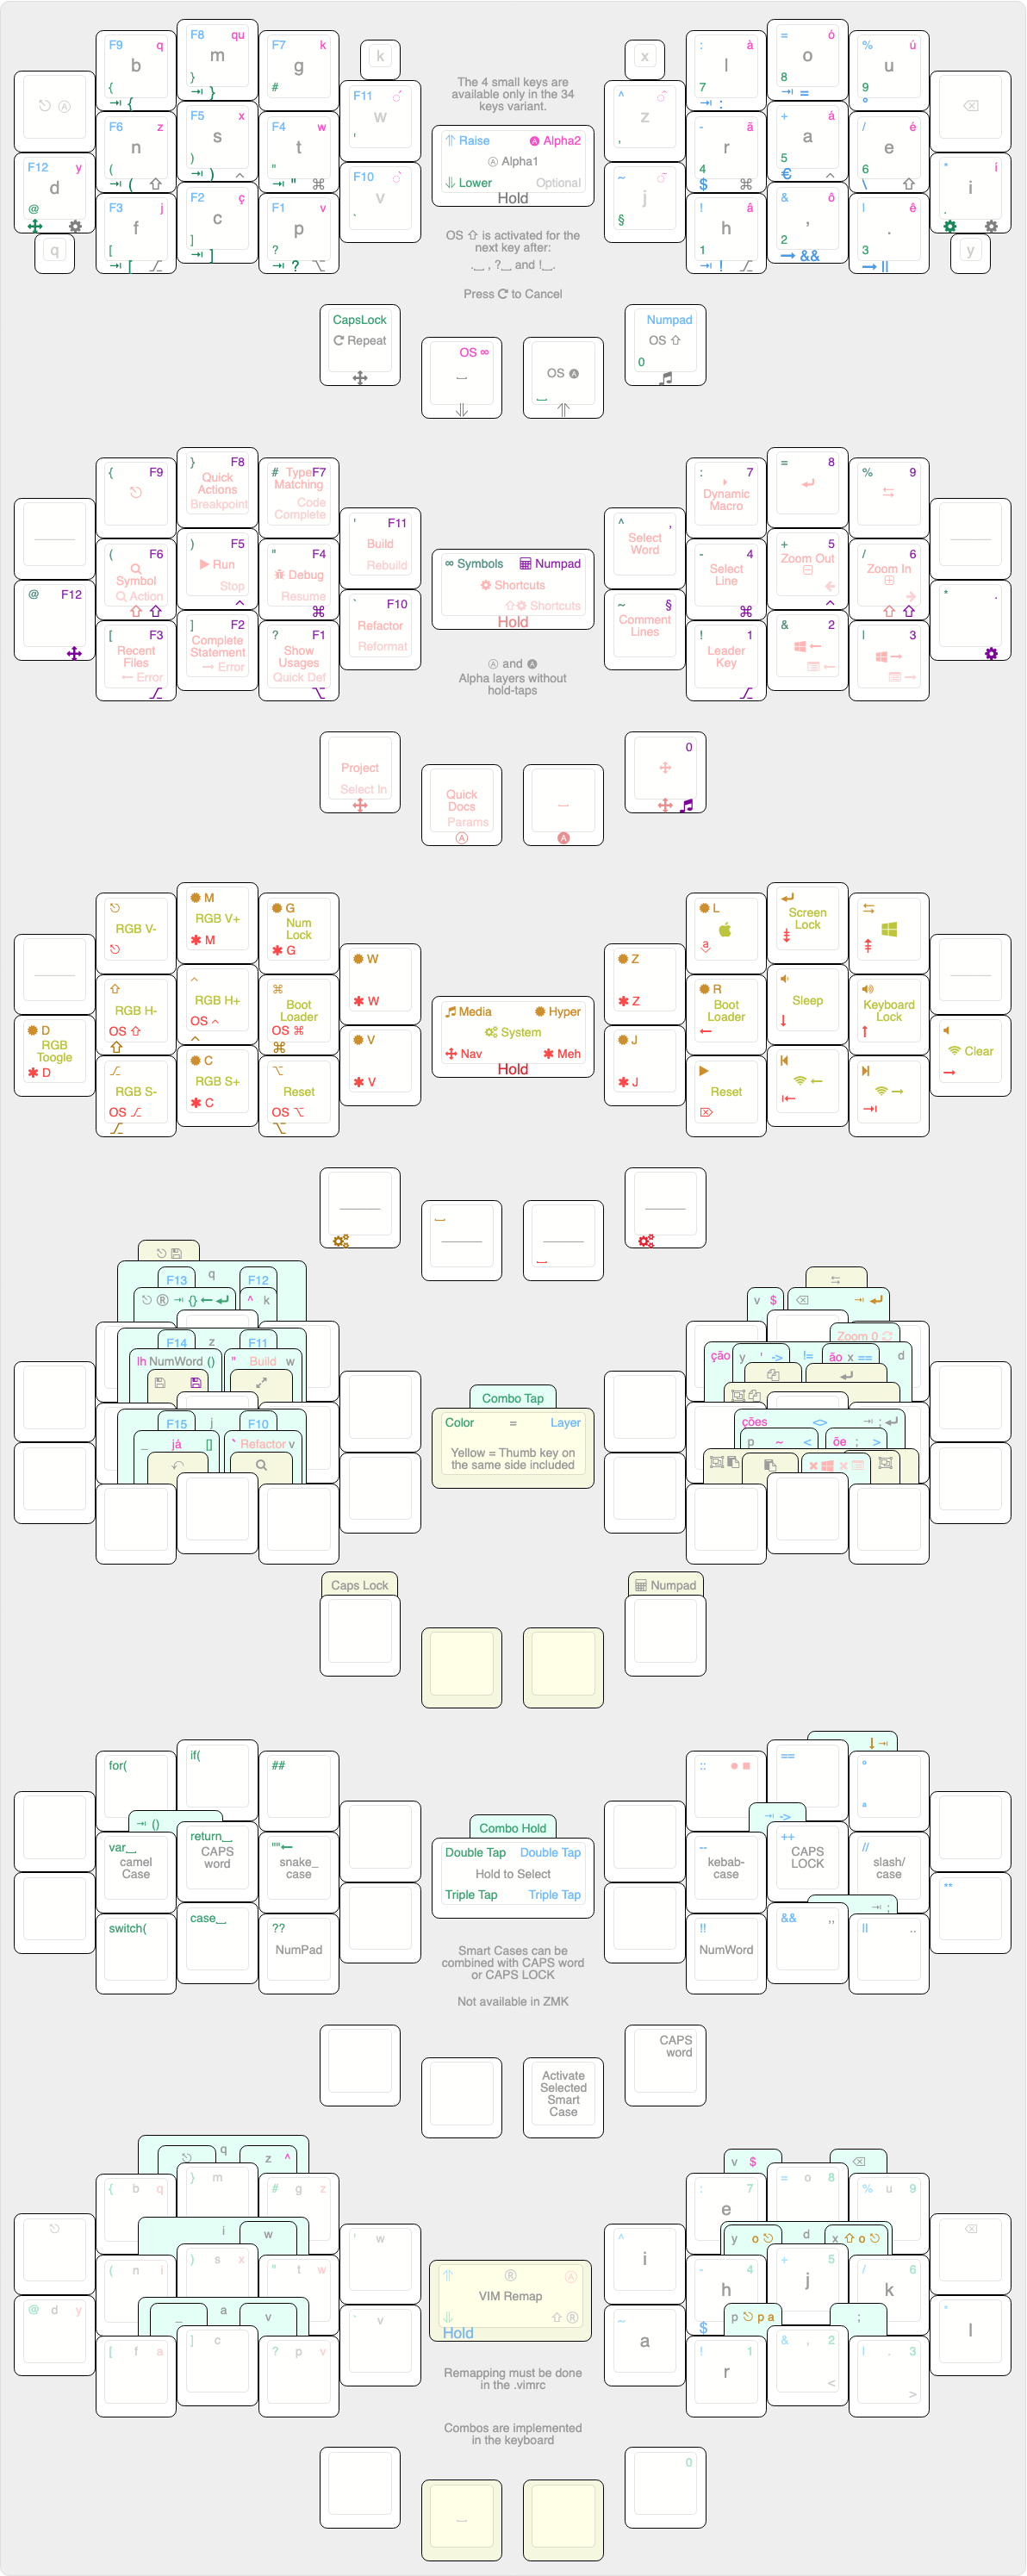 F9 q
b
{
⇥ {
F8 qu
m
}
⇥ }
F7 k
g
#
k
x
: à
l
7
⇥ :
= ó
o
8
⇥ =
% ú
u
9
°
The 4 small keys are
available only in the 34
keys variant.
F12 y
d
@
F6 z
n
(
⇥ ( ⇧
F5 x
s
)
⇥ ) ^
F4 w
t
"
⇥ " ⌘
F11
w
'
F10
v
`
Raise Alpha2
Alpha1
Lower Optional
Hold
^
z
,
~
j
§
- ã
r
4
$ ⌘
+ á
a
5
€ ^
/ é
e
6
\ ⇧
* i
i
.
q
F3 j
f
[
⇥ [
F2 ç
c
]
⇥ ]
F1 v
p
?
⇥ ? ⌥
OS ⇧ is activated for the
next key after:
.⎵ , ?⎵ and !⎵.
Press to Cancel
! â
h
1
⇥ !
& ô
,
2
→ &&
| ê
.
3
→ ||
y
CapsLock
Repeat
OS ∞
OS
Numpad
OS ⇧
0
{ F9
} F8
Quick
Actions
Breakpoint
# Type F7
Matching
Code
Complete
: 7
Dynamic
Macro
= 8
% 9
@ F12
( F6
Symbol
Action
) F5
Run
Stop
" F4
Debug
Resume
' F11
Build
Rebuild
` F10
Refactor
Reformat
∞ Symbols Numpad
Shortcuts
⇧ Shortcuts
Hold
^ ,
Select
Word
~ §
Comment
Lines
- 4
Select
Line
+ 5
Zoom Out
/ 6
Zoom In
* .
[ F3
Recent
Files
← Error
] F2
Complete
Statement
→ Error
? F1
Show
Usages
Quick Def
Ⓐ and 🅐
Alpha layers without
hold-taps
! 1
Leader
Key
& 2
| 3
Project
Select In
Quick
Docs
Params
0
RGB V-
M
RGB V+
M
G
Num
Lock
G
L
a
Screen
Lock
D
RGB
Toogle
D
RGB H-
OS ⇧
RGB H+
OS ^
Boot
Loader
OS ⌘
W
W
V
V
Media Hyper
System
Nav Meh
Hold
Z
Z
J
J
R
Boot
Loader
Sleep
Keyboard
Lock
Clear
RGB S-
OS
C
RGB S+
C
Reset
OS ⌥
Reset
q
F13 F12
® ⇥ {} ← ^ k
F14 z F11
lh NumWord () " Build w
F15 j F10
_ já [] ` Refactor v
Combo Tap
Color = Layer
Yellow = Thumb key on
the same side included
v $
Zoom 0
ção y ' -> != ão x == d
ções <> ⇥ ;
p ~ < õe ; >
Caps Lock
Numpad
for(
if(
##
⇥ ()
var⎵
camel
Case
return⎵
CAPS
word
""←
snake_
case
switch(
case⎵
??
NumPad
Combo Hold
Double Tap Double Tap
Hold to Select
Triple Tap Triple Tap
Smart Cases can be
combined with CAPS word
or CAPS LOCK
Not available in ZMK
::
==
º
ª
⇥ ->
--
kebab-
case
++
CAPS
LOCK
//
slash/
case
**
⇥ ;
!!
NumWord
&& ,,
|| ..
Activate
Selected
Smart
Case
CAPS
word
q
z ^
{ b q
} m
# g z
i
w
( n i
) s x
" t w
@ d y
_ a v
[ f a
] c
? p v
' w
` v
®
VIM Remap
⇧ ®
Hold
Remapping must be done
in the .vimrc
Combos are implemented
in the keyboard
v $
: 7
e
= o 8
% u 9
y o d x ⇧ o
^
i
- 4
h
$
+ 5
j
/ 6
k
*
l
~
a
p p a ;
! 1
r
& , 2
<
| . 3
>
0